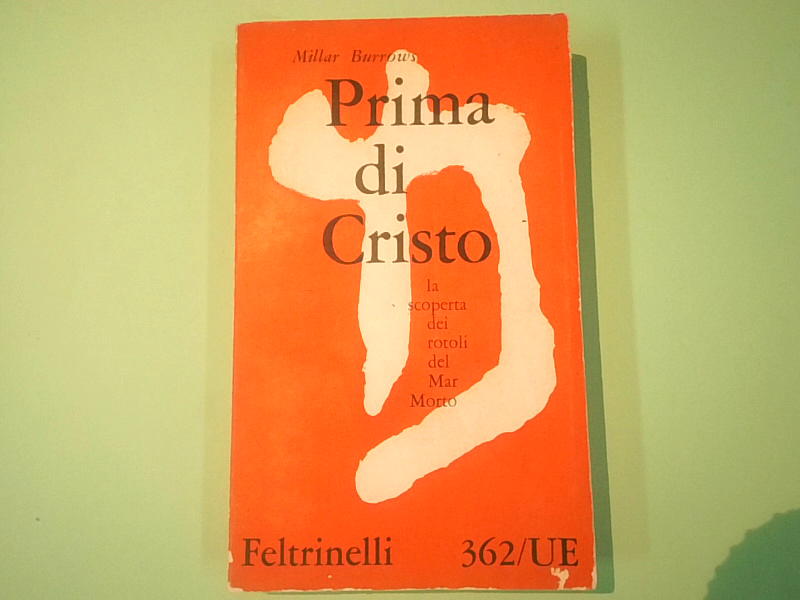 Millar Burrows
Prima
di
Cristo
la
scoperta
dei
rotoli
del
Mar
Morto
Feltrinelli 362/UE